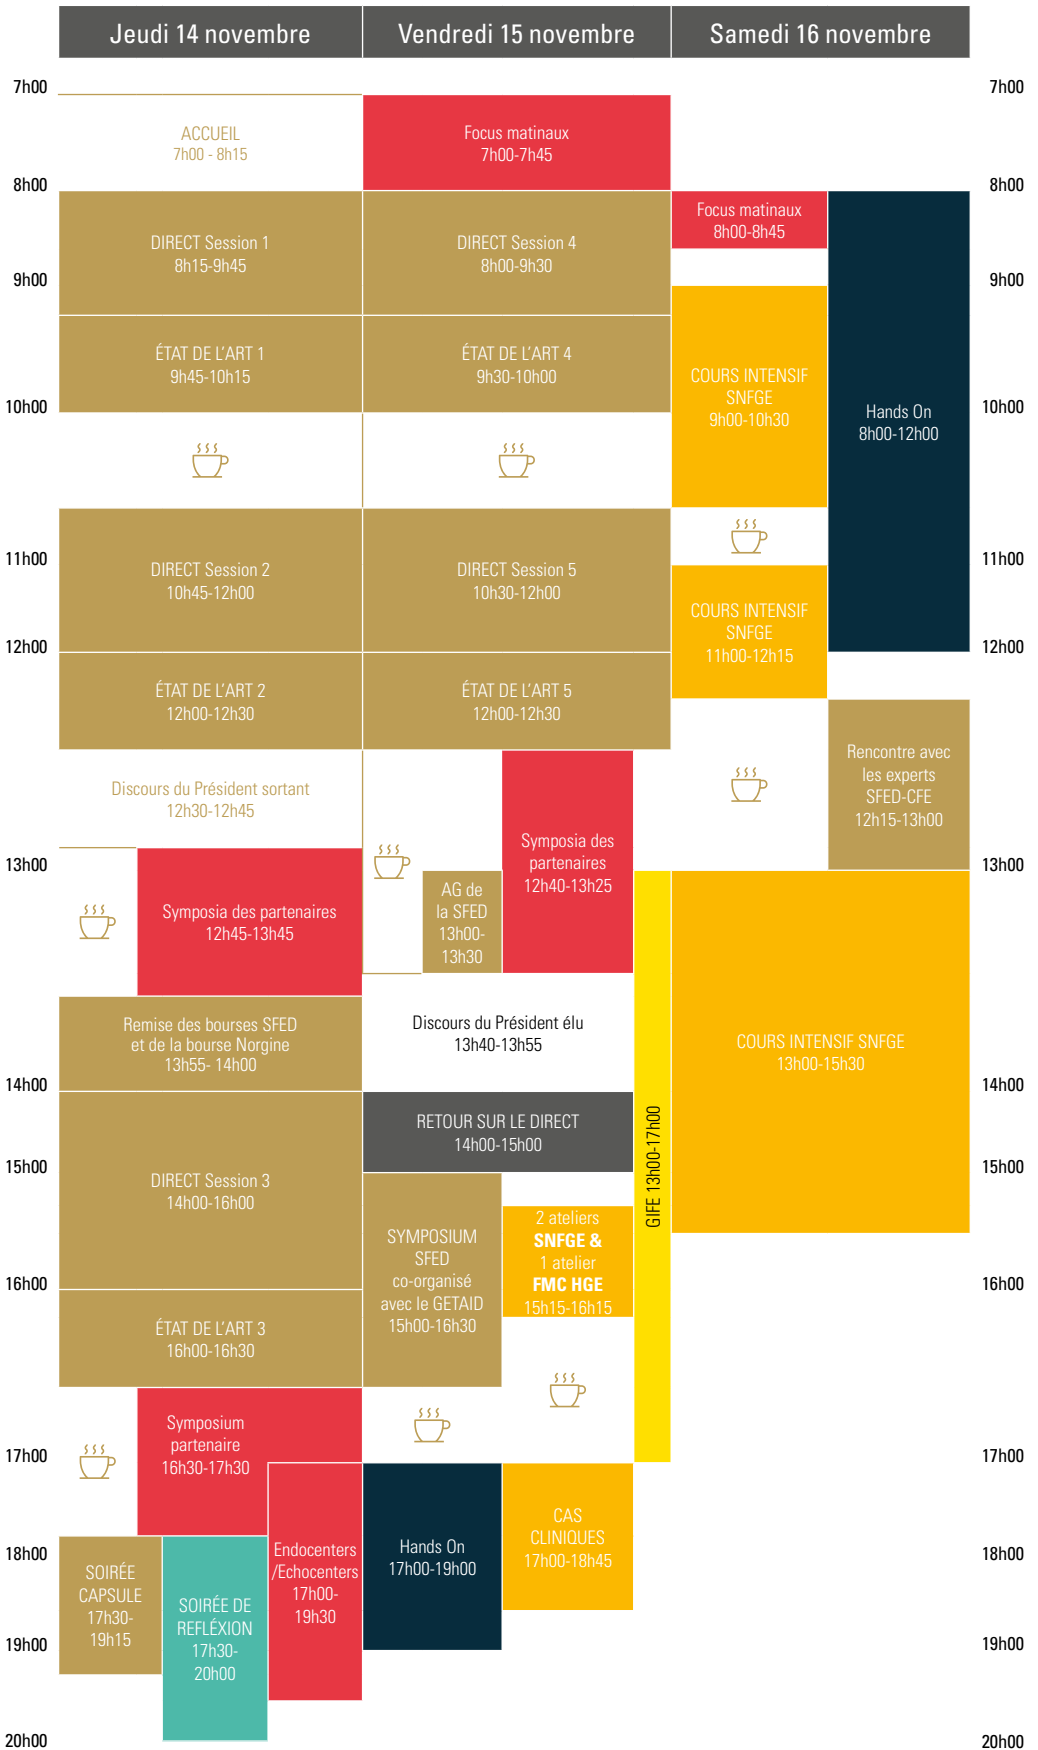 Jeudi 14 novembre
Vendredi 15 novembre
Samedi 16 novembre
7h00
7h00
ACCUEIL
7h00 - 8h15
Focus matinaux
7h00-7h45
8h00
8h00
DIRECT Session 1
8h15-9h45
DIRECT Session 4
8h00-9h30
Focus matinaux
8h00-8h45
Hands On
8h00-12h00
9h00
9h00
ÉTAT DE L'ART 1
9h45-10h15
ÉTAT DE L'ART 4
9h30-10h00
COURS INTENSIF
SNFGE
9h00-10h30
10h00
10h00
DIRECT Session 2
10h45-12h00
DIRECT Session 5
10h30-12h00
11h00
11h00
COURS INTENSIF
SNFGE
11h00-12h15
12h00
12h00
ÉTAT DE L'ART 2
12h00-12h30
ÉTAT DE L'ART 5
12h00-12h30
Discours du Président sortant
12h30-12h45
Symposia des
partenaires
12h40-13h25
Rencontre avec
les experts
SFED-CFE
12h15-13h00
13h00
13h00
Symposia des partenaires
12h45-13h45
AG de
la SFED
13h00-
13h30
Remise des bourses SFED
et de la bourse Norgine
13h55- 14h00
Discours du Président élu
13h40-13h55
COURS INTENSIF SNFGE
13h00-15h30
14h00
14h00
RETOUR SUR LE DIRECT
14h00-15h00
GIFE 13h00-17h00
15h00
15h00
DIRECT Session 3
14h00-16h00
SYMPOSIUM
SFED
co-organisé
avec le GETAID
15h00-16h30
2 ateliers
SNFGE &
1 atelier
FMC HGE
15h15-16h15
16h00
16h00
ÉTAT DE L'ART 3
16h00-16h30
Symposium
partenaire
16h30-17h30
17h00
17h00
Endocenters
/Echocenters
17h00-
19h30
Hands On
17h00-19h00
CAS
CLINIQUES
17h00-18h45
18h00
18h00
SOIRÉE
CAPSULE
17h30-
19h15
SOIRÉE DE
REFLÉXION
17h30-
20h00
19h00
19h00
20h00
20h00